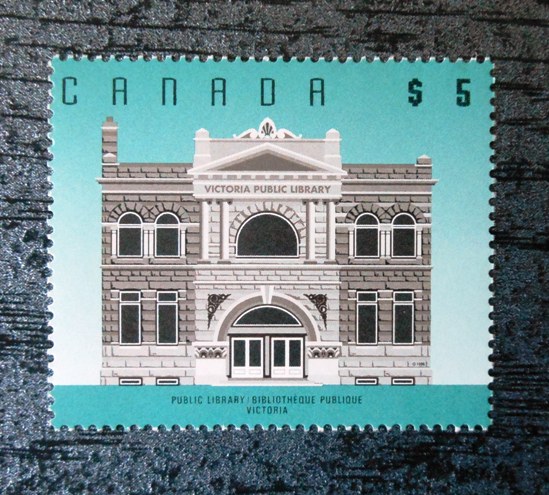 CANADA $5
VICTORIA PUBLIC LIBRARY
PUBLIC LIBRARY / BIBLIOTHÈQUE PUBLIQUE
VICTORIA